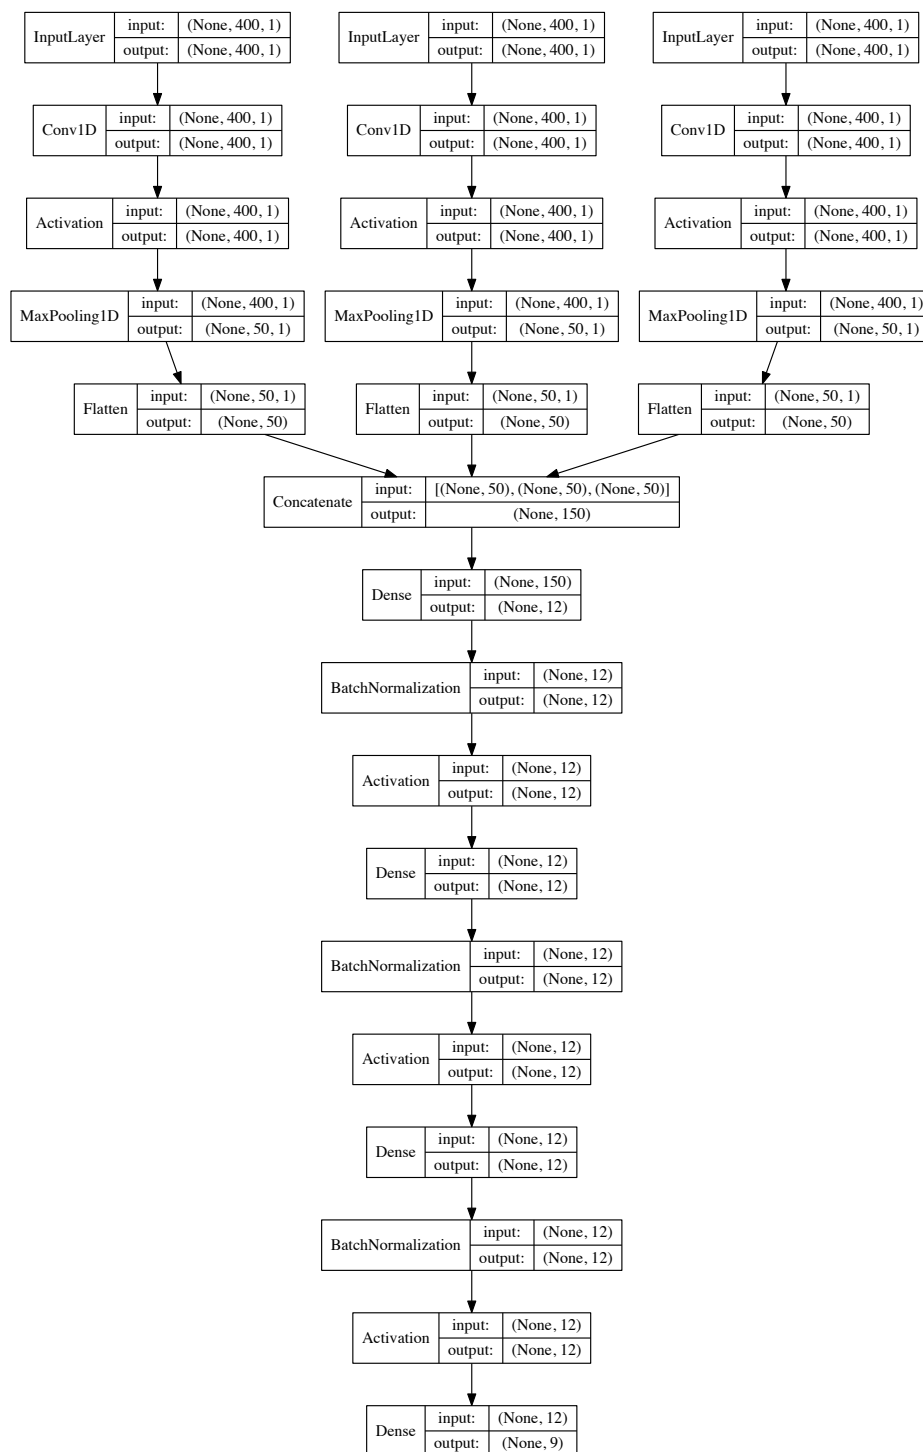 InputLayer input: (None, 400, 1) output: (None, 400, 1)
InputLayer input: (None, 400, 1) output: (None, 400, 1)
InputLayer input: (None, 400, 1) output: (None, 400, 1)
Conv1D input: (None, 400, 1) output: (None, 400, 1)
Conv1D input: (None, 400, 1) output: (None, 400, 1)
Conv1D input: (None, 400, 1) output: (None, 400, 1)
Activation input: (None, 400, 1) output: (None, 400, 1)
Activation input: (None, 400, 1) output: (None, 400, 1)
Activation input: (None, 400, 1) output: (None, 400, 1)
MaxPooling1D input: (None, 400, 1) output: (None, 50, 1)
MaxPooling1D input: (None, 400, 1) output: (None, 50, 1)
MaxPooling1D input: (None, 400, 1) output: (None, 50, 1)
Flatten input: (None, 50, 1) output: (None, 50)
Flatten input: (None, 50, 1) output: (None, 50)
Flatten input: (None, 50, 1) output: (None, 50)
Concatenate input: [(None, 50), (None, 50), (None, 50)] output: (None, 150)
Dense input: (None, 150) output: (None, 12)
BatchNormalization input: (None, 12) output: (None, 12)
Activation input: (None, 12) output: (None, 12)
Dense input: (None, 12) output: (None, 12)
BatchNormalization input: (None, 12) output: (None, 12)
Activation input: (None, 12) output: (None, 12)
Dense input: (None, 12) output: (None, 12)
BatchNormalization input: (None, 12) output: (None, 12)
Activation input: (None, 12) output: (None, 12)
Dense input: (None, 12) output: (None, 9)